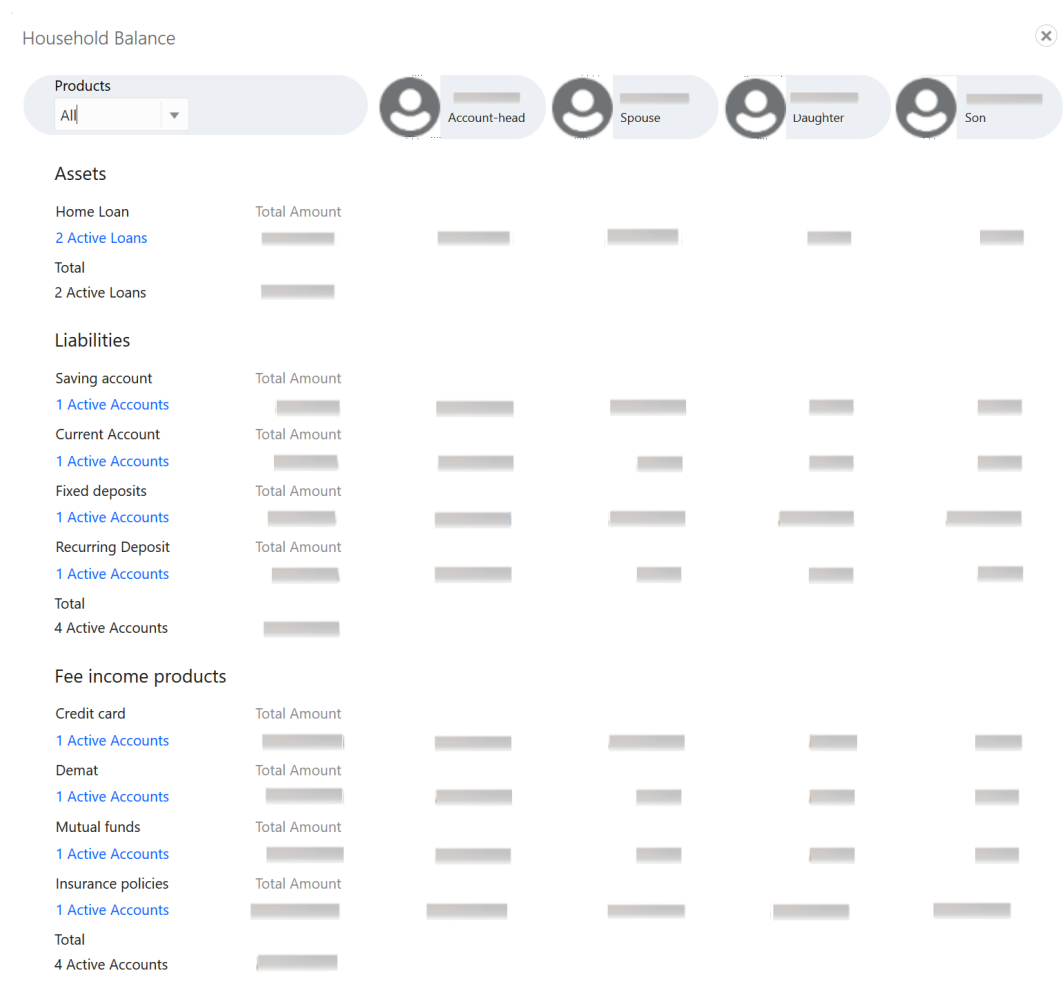 Household Balance
Products
All
Account-head
Spouse
Daughter
Son
Assets
Home Loan Total Amount
2 Active Loans
Total
2 Active Loans
Liabilities
Saving account Total Amount
1 Active Accounts
Current Account Total Amount
1 Active Accounts
Fixed deposits Total Amount
1 Active Accounts
Recurring Deposit Total Amount
1 Active Accounts
Total
4 Active Accounts
Fee income products
Credit card Total Amount
1 Active Accounts
Demat Total Amount
1 Active Accounts
Mutual funds Total Amount
1 Active Accounts
Insurance policies Total Amount
1 Active Accounts
Total
4 Active Accounts